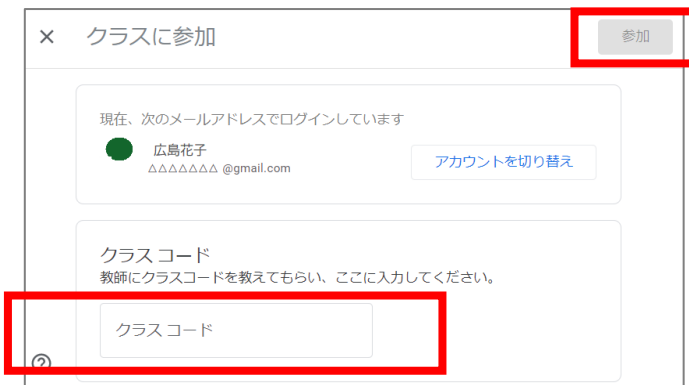 × クラスに参加 参加
現在、次のメールアドレスでログインしています
広島花子
△△△△△△△ @gmail.com
アカウントを切り替え
クラス コード
教師にクラスコードを教えてもらい、ここに入力してください。
クラス コード
?